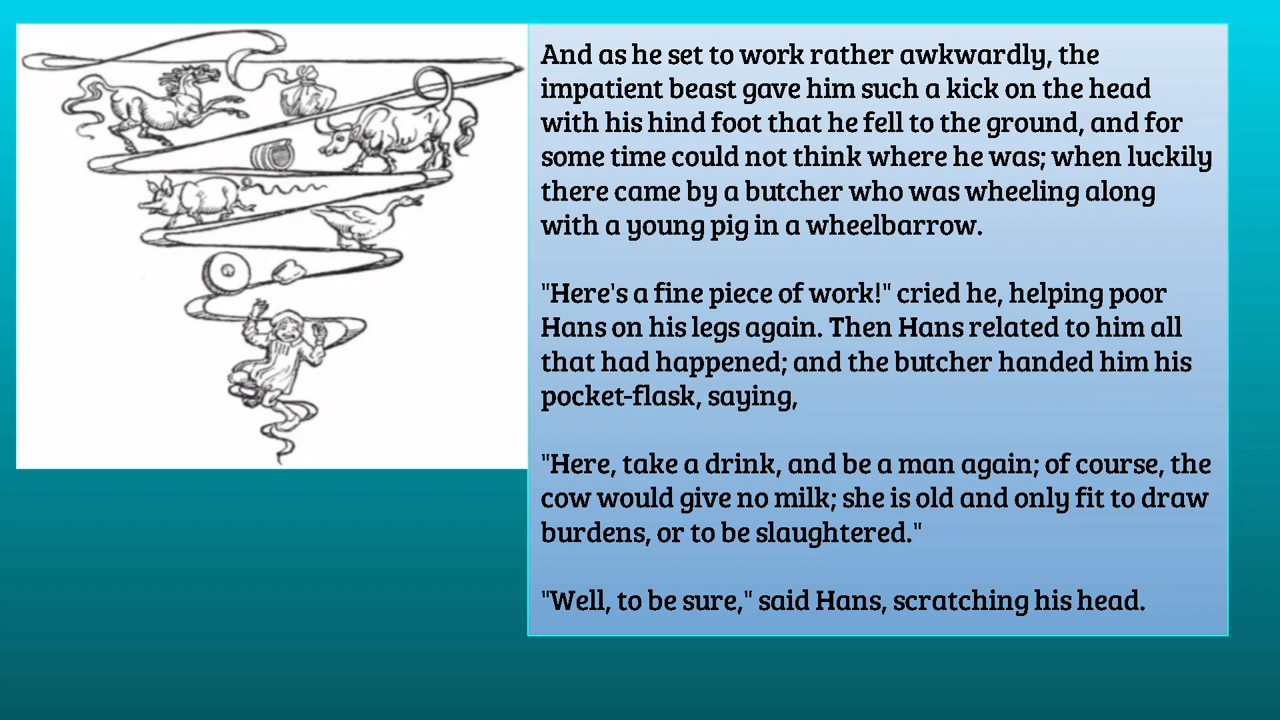 And as he set to work rather awkwardly, the
impatient beast gave him such a kick on the head
with his hind foot that he fell to the ground, and for
some time could not think where he was; when luckily
there came by a butcher who was wheeling along
with a young pig in a wheelbarrow.
"Here's a fine piece of work!" cried he, helping poor
Hans on his legs again. Then Hans related to him all
that had happened; and the butcher handed him his
pocket-flask, saying,
"Here, take a drink, and be a man again; of course, the
cow would give no milk; she is old and only fit to draw
burdens, or to be slaughtered."
"Well, to be sure," said Hans, scratching his head.